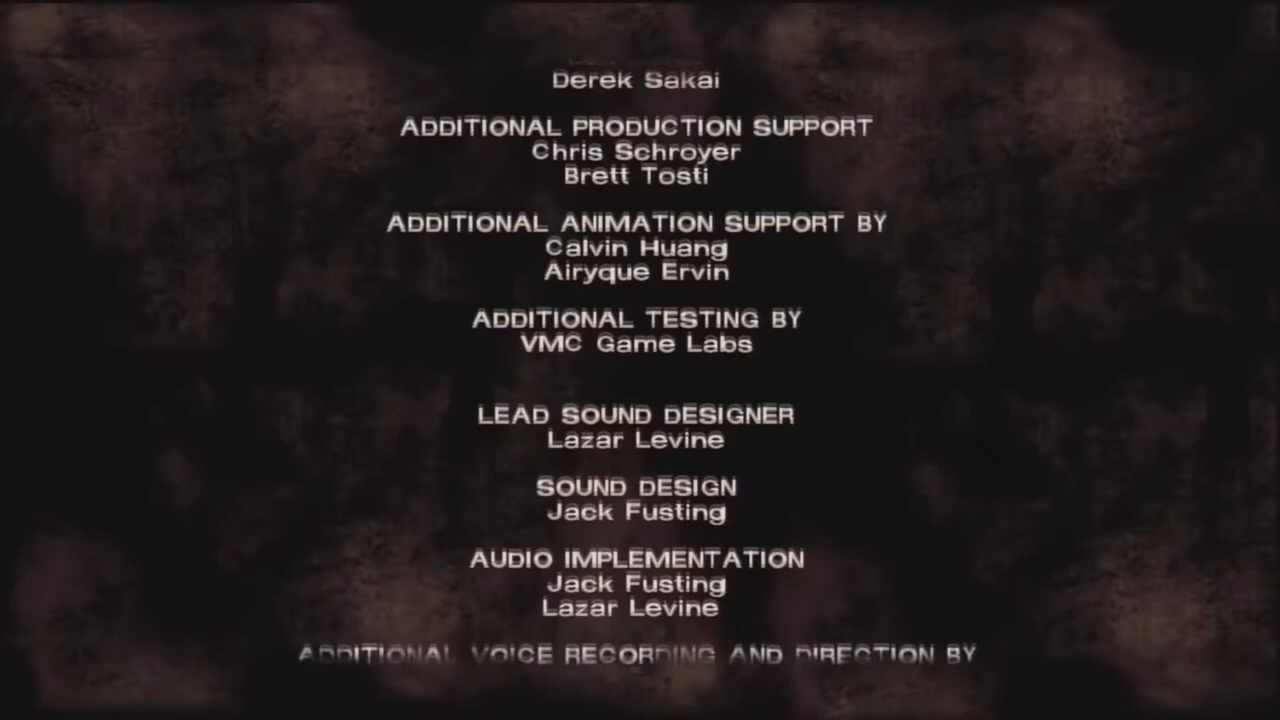 Derek Sakai
ADDITIONAL PRODUCTION SUPPORT
Chris Schroyer
Brett Tosti
ADDITIONAL ANIMATION SUPPORT BY
Calvin Huang
Airyque Ervin
ADDITIONAL TESTING BY
VMC Game Labs
LEAD SOUND DESIGNER
Lazar Levine
SOUND DESIGN
Jack Fusting
AUDIO IMPLEMENTATION
Jack Fusting
Lazar Levine
ADDITIONAL VOICE RECORDING AND DIRECTION BY